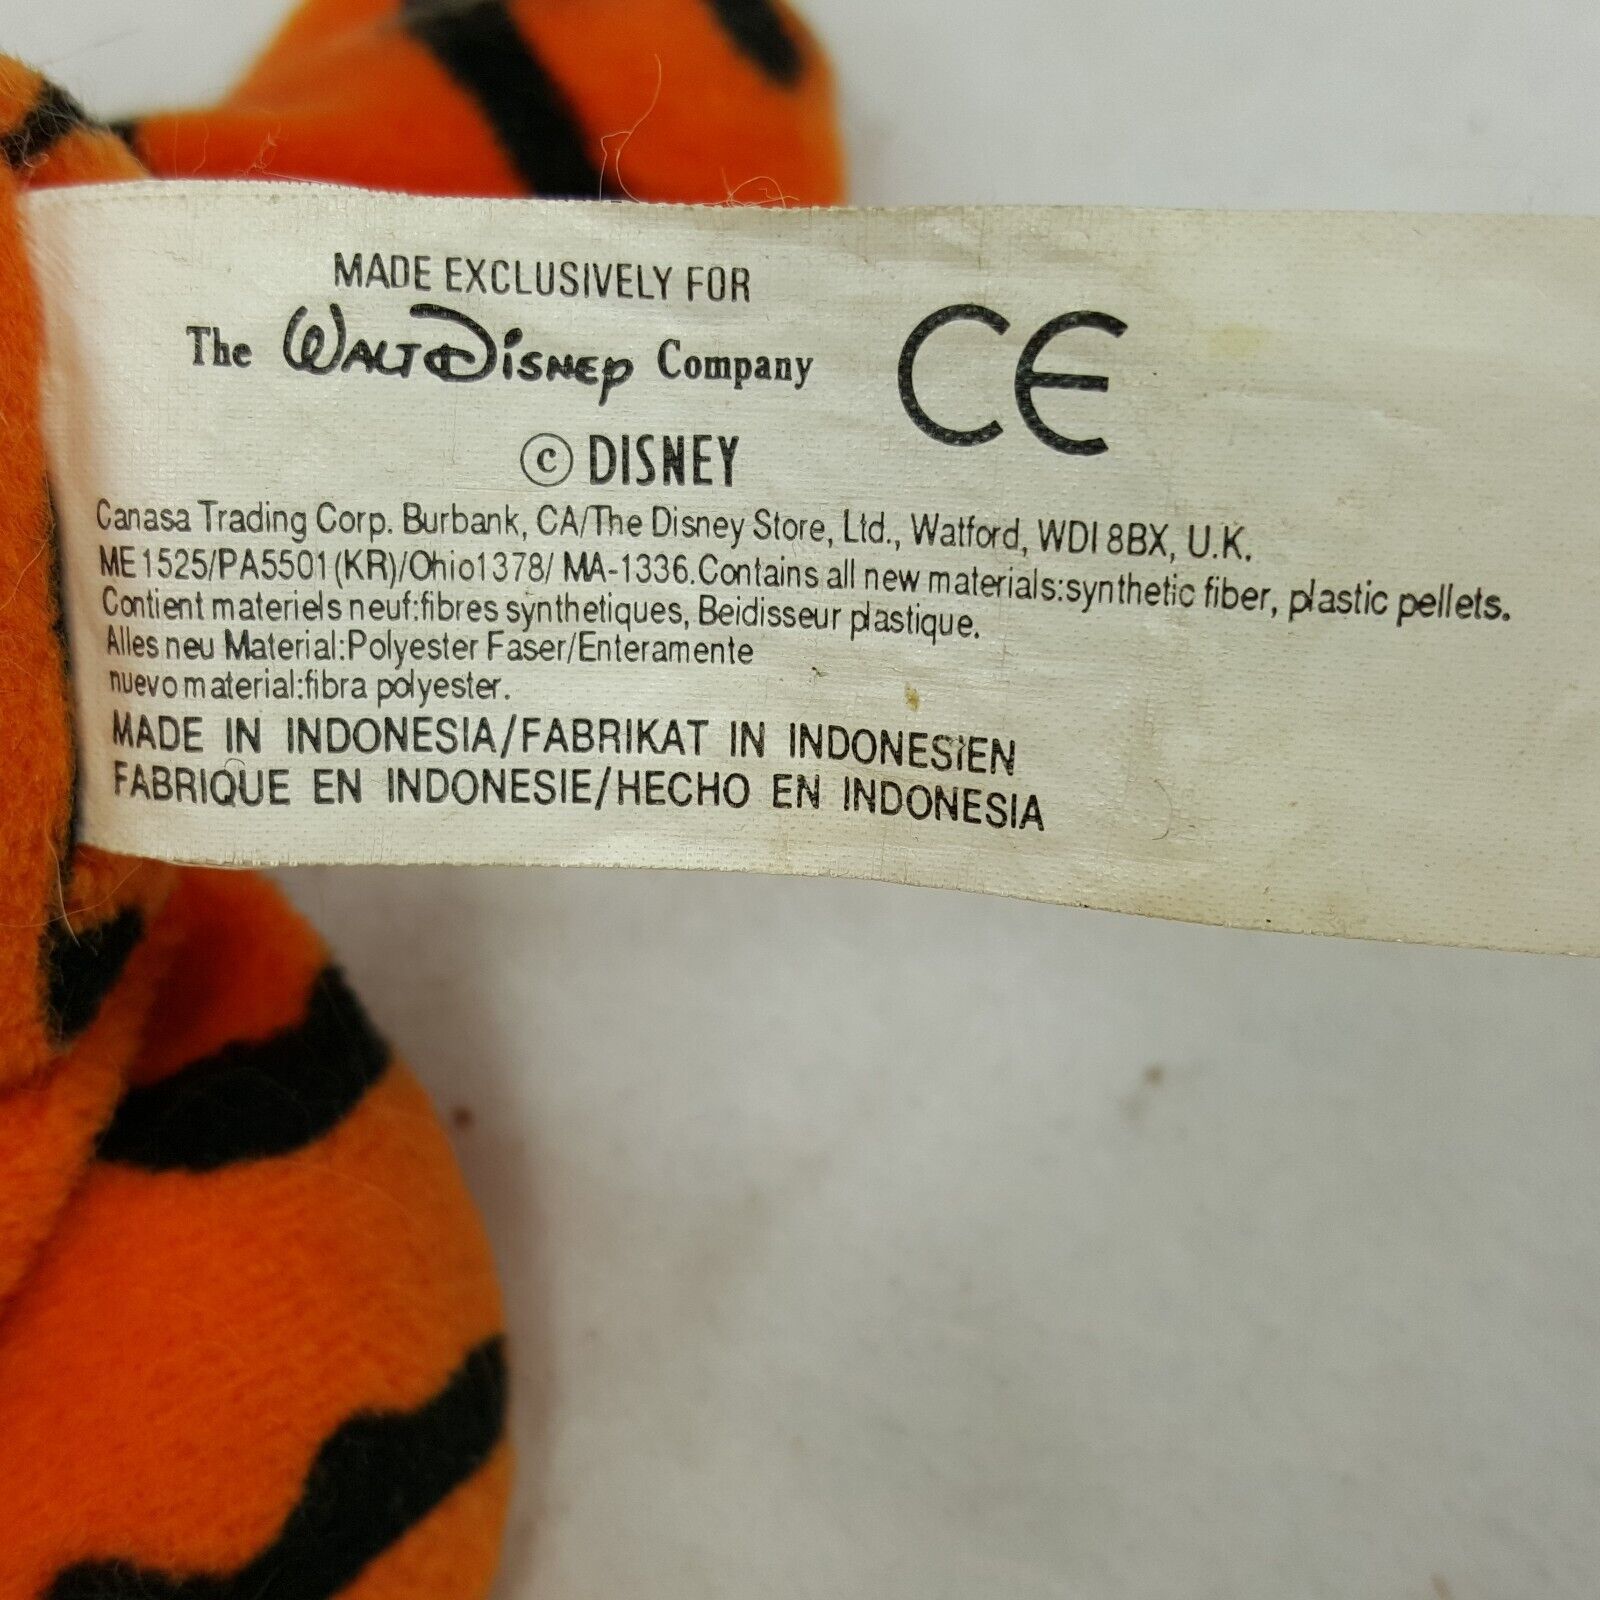 MADE EXCLUSIVELY FOR
The WALT DISNEY Company
CE
© DISNEY
Canasa Trading Corp. Burbank, CA/The Disney Store, Ltd., Watford, WDI 8BX, U.K.
ME1525/PA5501(KR)/Ohio1378/ MA-1336.Contains all new materials:synthetic fiber, plastic pellets.
Contient materiels neuf:fibres synthetiques, Beidisseur plastique.
Alles neu Material:Polyester Faser/Enteramente
nuevo material:fibra polyester.
MADE IN INDONESIA/FABRIKAT IN INDONESiEN
FABRIQUE EN INDONESIE/HECHO EN INDONESIA